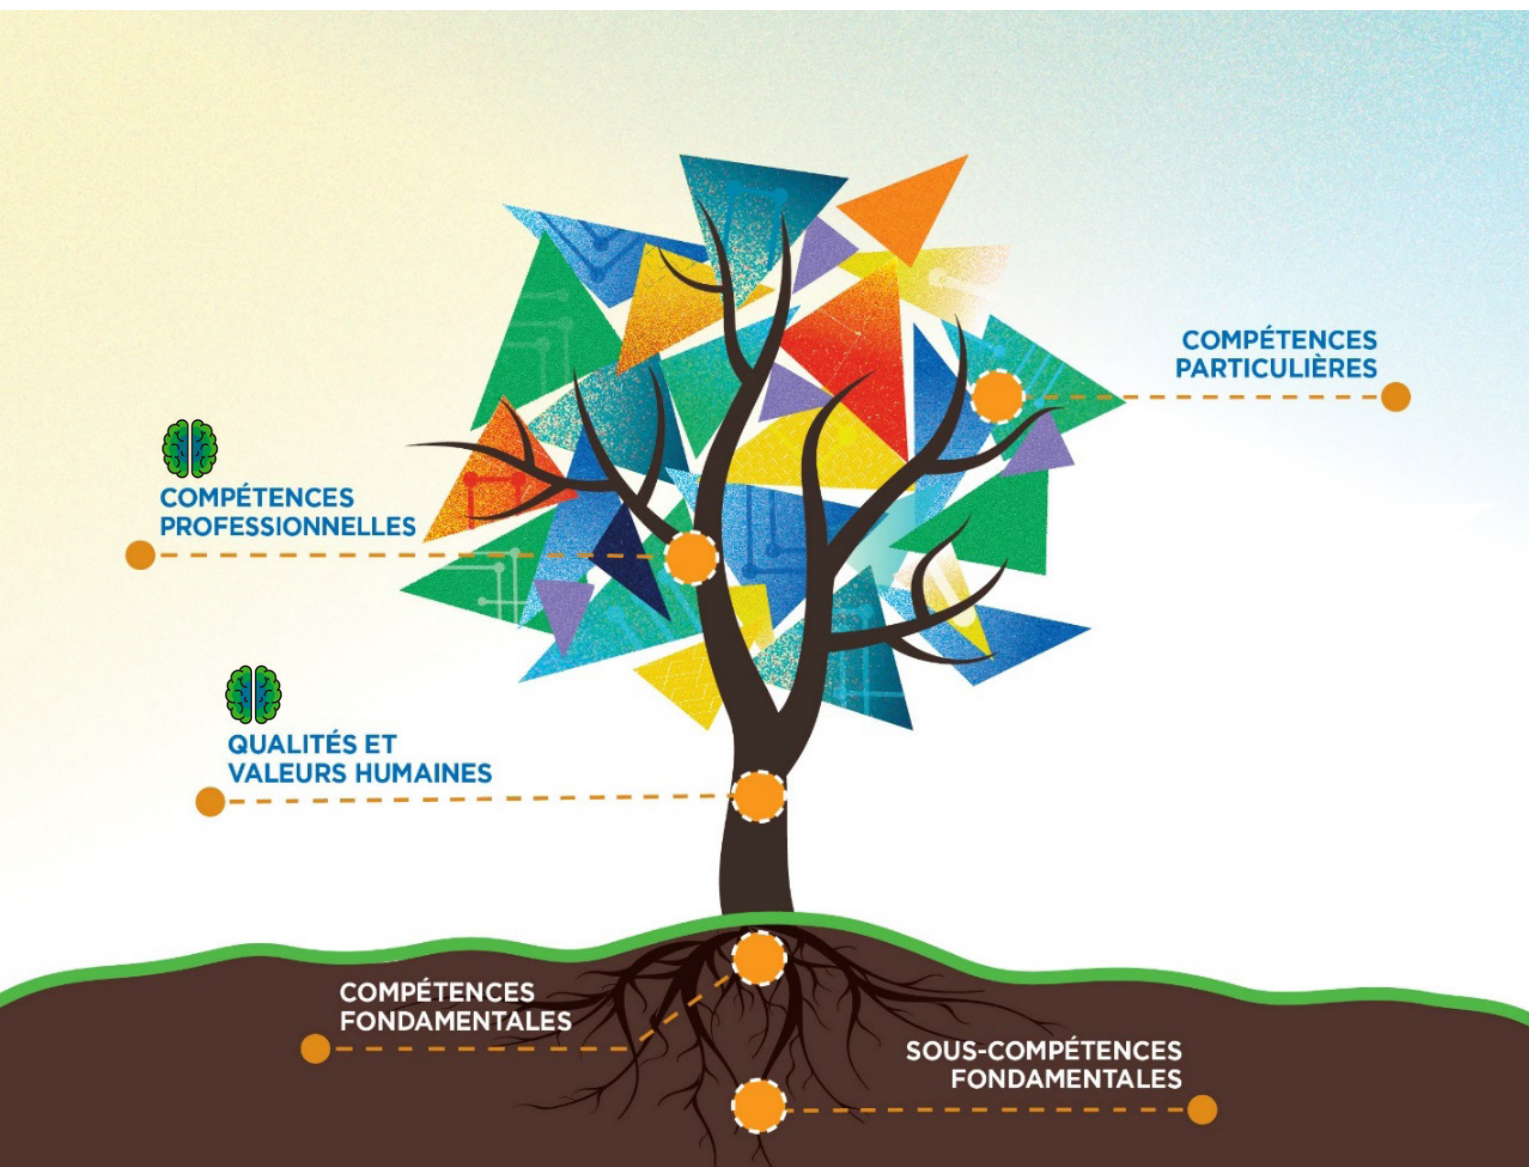 COMPÉTENCES
PARTICULIÈRES
COMPÉTENCES
PROFESSIONNELLES
QUALITÉS ET
VALEURS HUMAINES
COMPÉTENCES
FONDAMENTALES
SOUS-COMPÉTENCES
FONDAMENTALES